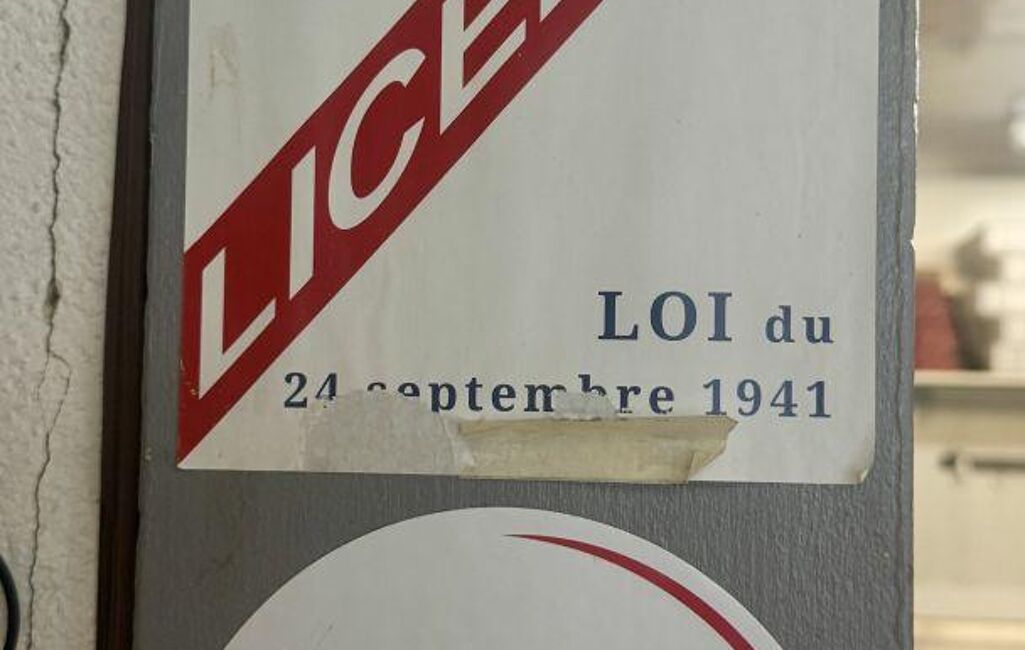 LICE
LOI du
24 septembre 1941